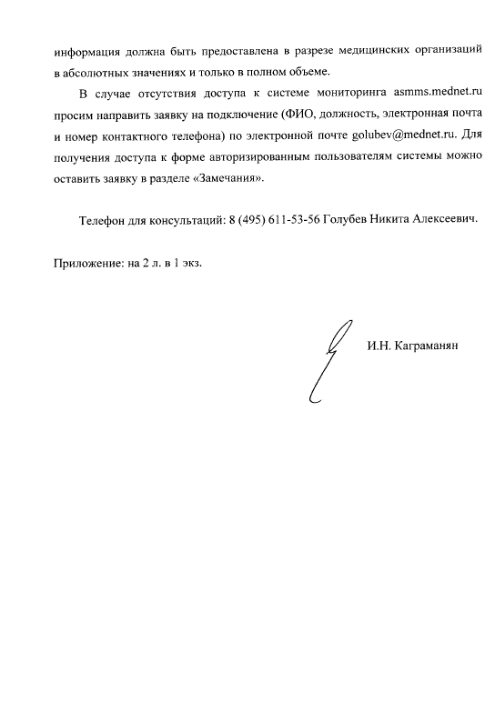 информация должна быть предоставлена в разрезе медицинских организаций
в абсолютных значениях и только в полном объеме.
В случае отсутствия доступа к системе мониторинга asmms.mednet.ru
просим направить заявку на подключение (ФИО, должность, электронная почта
и номер контактного телефона) по электронной почте golubev@mednet.ru. Для
получения доступа к форме авторизированным пользователям системы можно
оставить заявку в разделе «Замечания».
Телефон для консультаций: 8 (495) 611-53-56 Голубев Никита Алексеевич.
Приложение: на 2 л. в 1 экз.
И.Н. Каграманян